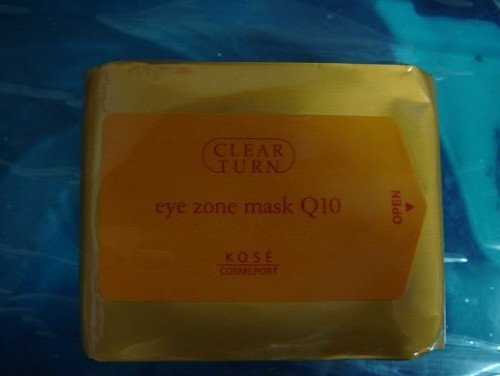 CLEAR
TURN
eye zone mask Q10
OPEN
KOSÉ
COSMEPORT